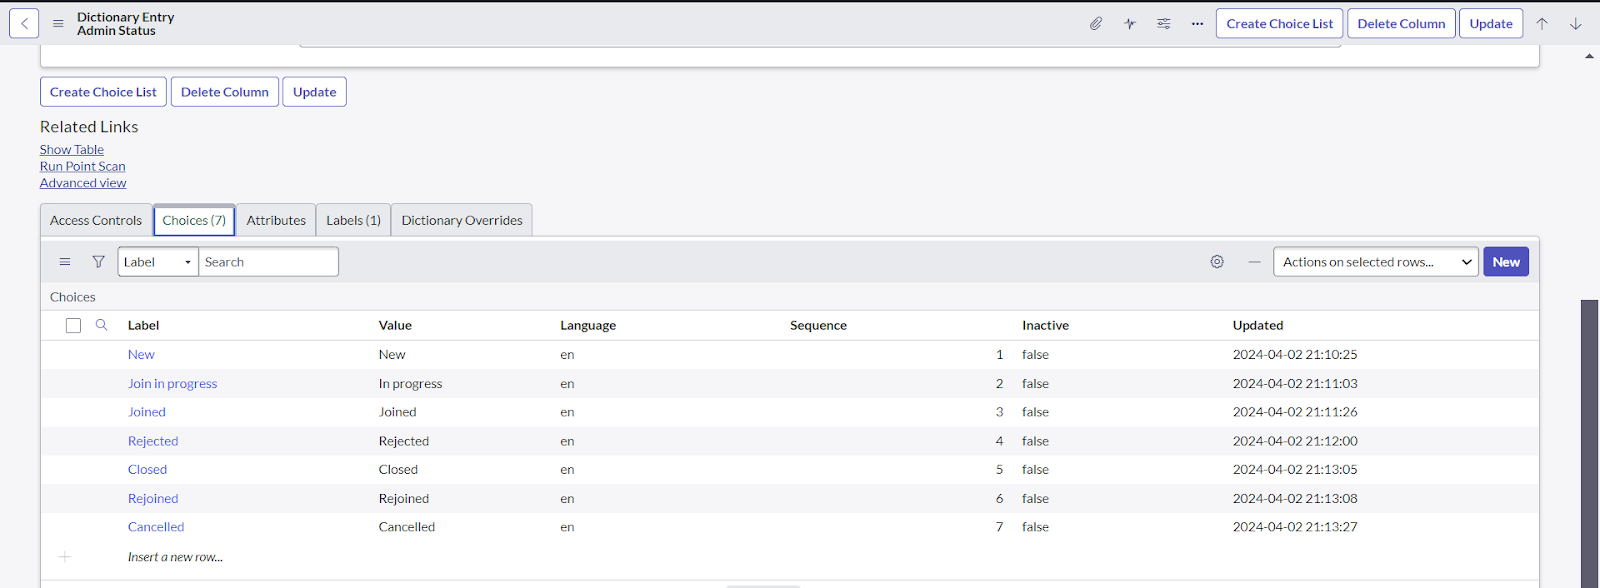 Dictionary Entry
Admin Status
Create Choice List Delete Column Update
Create Choice List Delete Column Update
Related Links
Show Table
Run Point Scan
Advanced view
Access Controls Choices (7) Attributes Labels (1) Dictionary Overrides
Label Search Actions on selected rows... New
Choices
Label Value Language Sequence Inactive Updated
New New en 1 false 2024-04-02 21:10:25
Join in progress In progress en 2 false 2024-04-02 21:11:03
Joined Joined en 3 false 2024-04-02 21:11:26
Rejected Rejected en 4 false 2024-04-02 21:12:00
Closed Closed en 5 false 2024-04-02 21:13:05
Rejoined Rejoined en 6 false 2024-04-02 21:13:08
Cancelled Cancelled en 7 false 2024-04-02 21:13:27
Insert a new row...